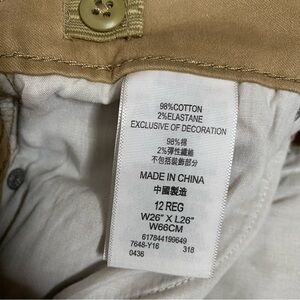 98%COTTON
2%ELASTANE
EXCLUSIVE OF DECORATION
98%棉
2%彈性纖維
不包括裝飾部分
MADE IN CHINA
中國製造
12 REG
W26" X L26"
W66CM
617844199649
7648-Y16 318
0436